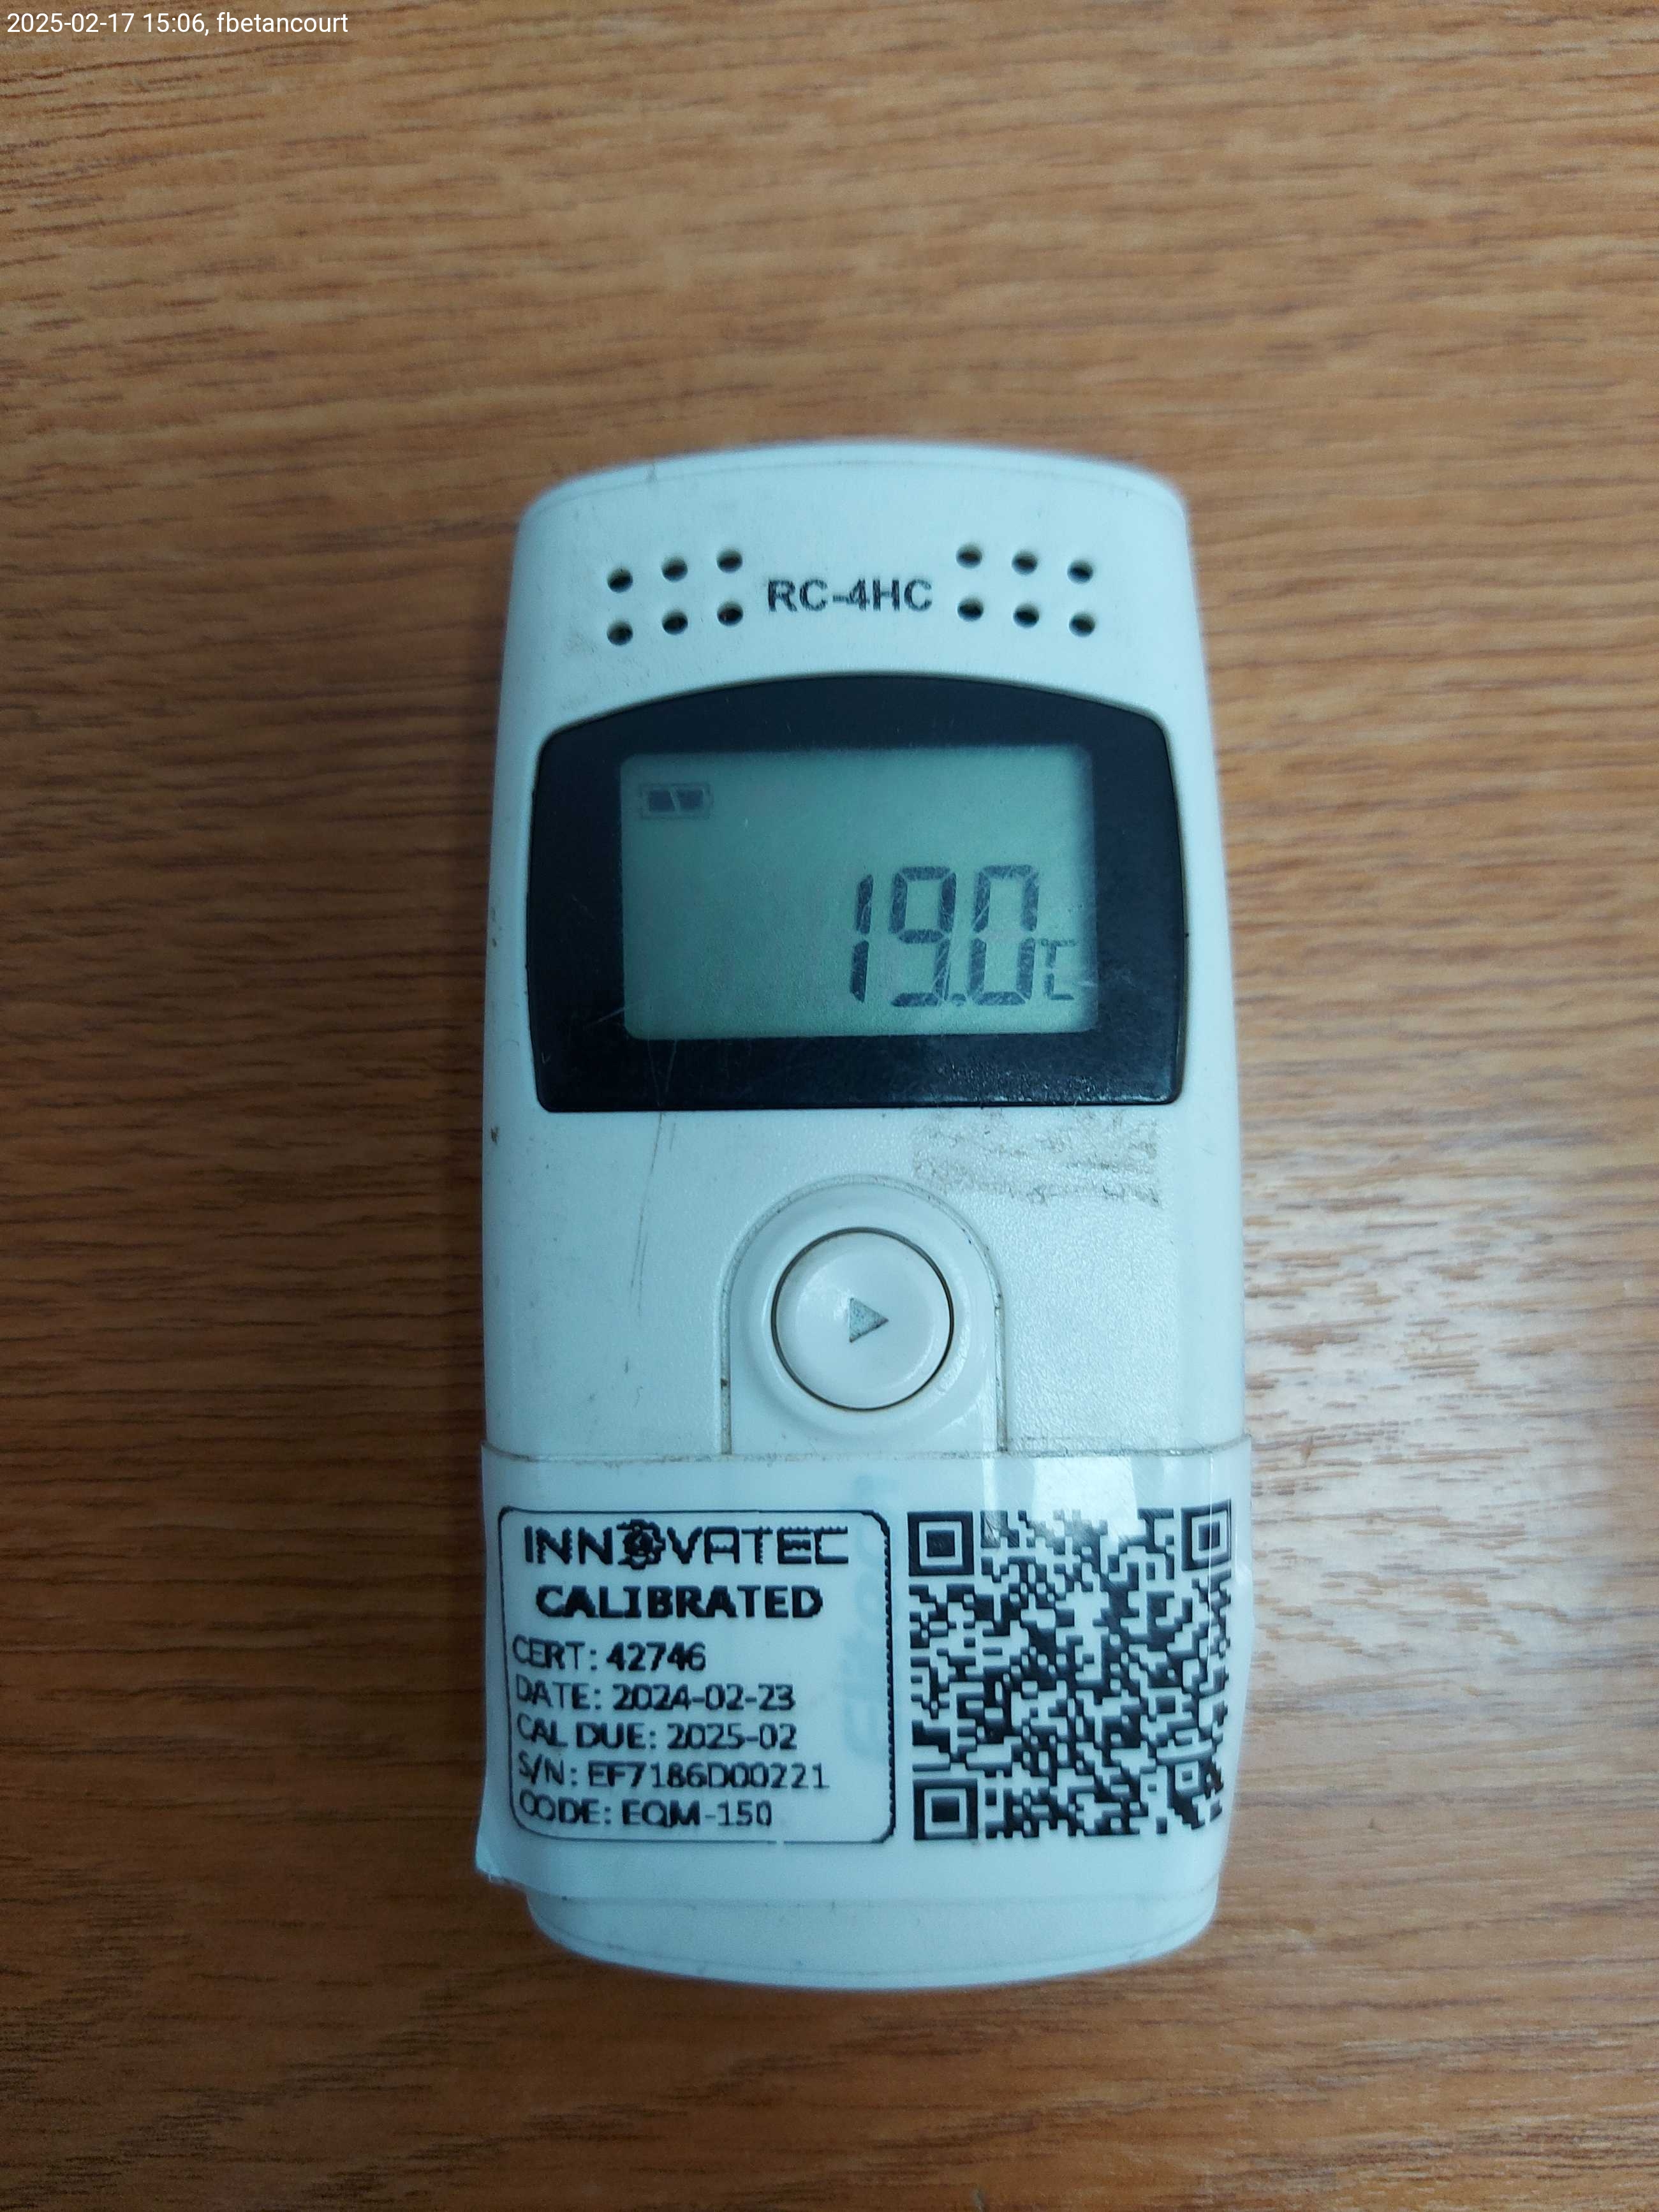 2025-02-17 15:06, fbetancourt
RC-4HC
19.0℃
INNOVATEC
CALIBRATED
CERT: 42746
DATE: 2024-02-23
CAL DUE: 2025-02
S/N: EF7186D00221
CODE: EQM-150